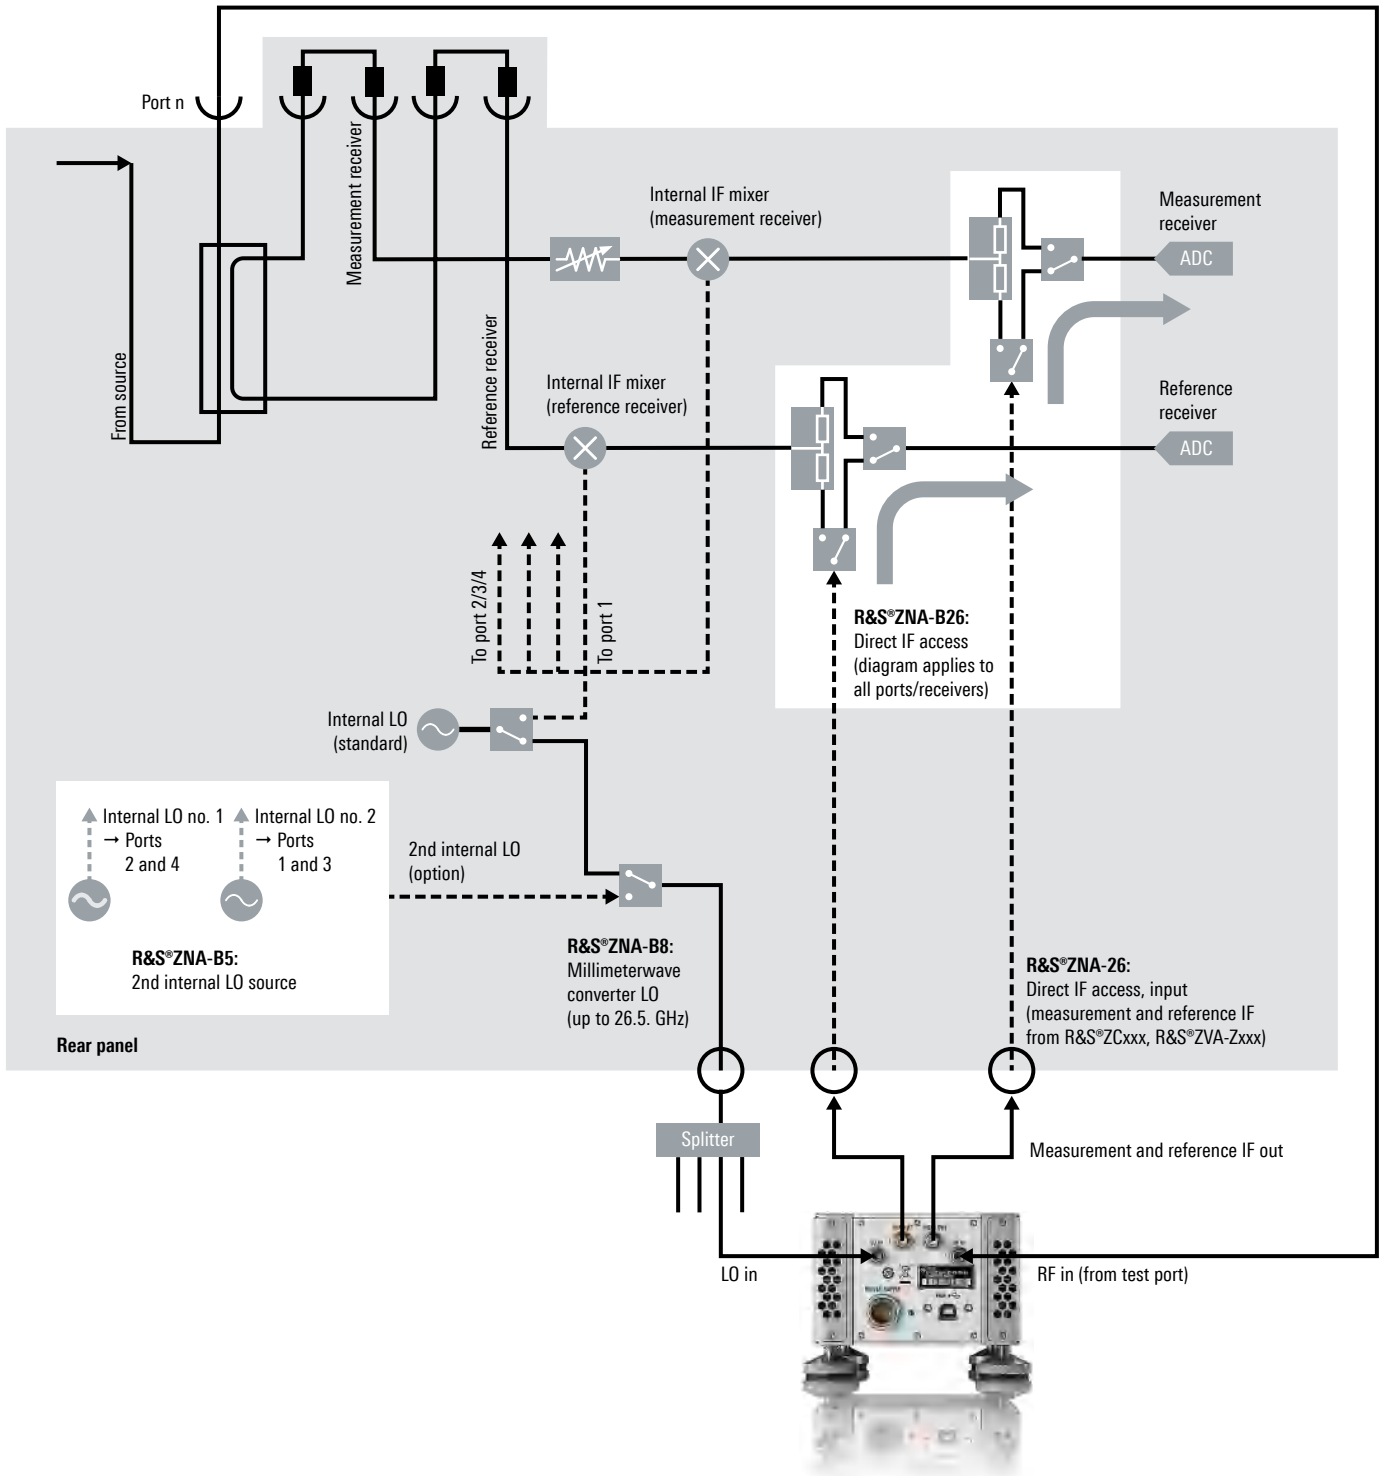 Port n
Measurement receiver
From source
Reference receiver
Internal IF mixer
(measurement receiver)
Measurement
receiver
ADC
Internal IF mixer
(reference receiver)
Reference
receiver
ADC
To port 2/3/4
To port 1
R&S®ZNA-B26:
Direct IF access
(diagram applies to
all ports/receivers)
Internal LO
(standard)
Internal LO no. 1
→ Ports
2 and 4
Internal LO no. 2
→ Ports
1 and 3
R&S®ZNA-B5:
2nd internal LO source
2nd internal LO
(option)
R&S®ZNA-B8:
Millimeterwave
converter LO
(up to 26.5. GHz)
R&S®ZNA-26:
Direct IF access, input
(measurement and reference IF
from R&S®ZCxxx, R&S®ZVA-Zxxx)
Rear panel
Splitter
Measurement and reference IF out
LO in
RF in (from test port)